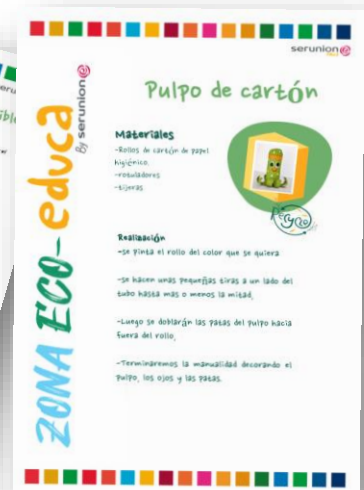 serunion
Pulpo de cartón
Materiales
-Rollos de cartón de papel
higiénico.
-rotuladores
-tijeras
Recyco
Realización
-se pinta el rollo del color que se quiera
-se hacen unas pequeñas tiras a un lado del
tubo hasta mas o menos la mitad,
-Luego se doblarán las patas del pulpo hacia
fuera del rollo,
-Terminaremos la manualidad decorando el
pulpo, los ojos y las patas.
ZONA ECO-educa
By serunion